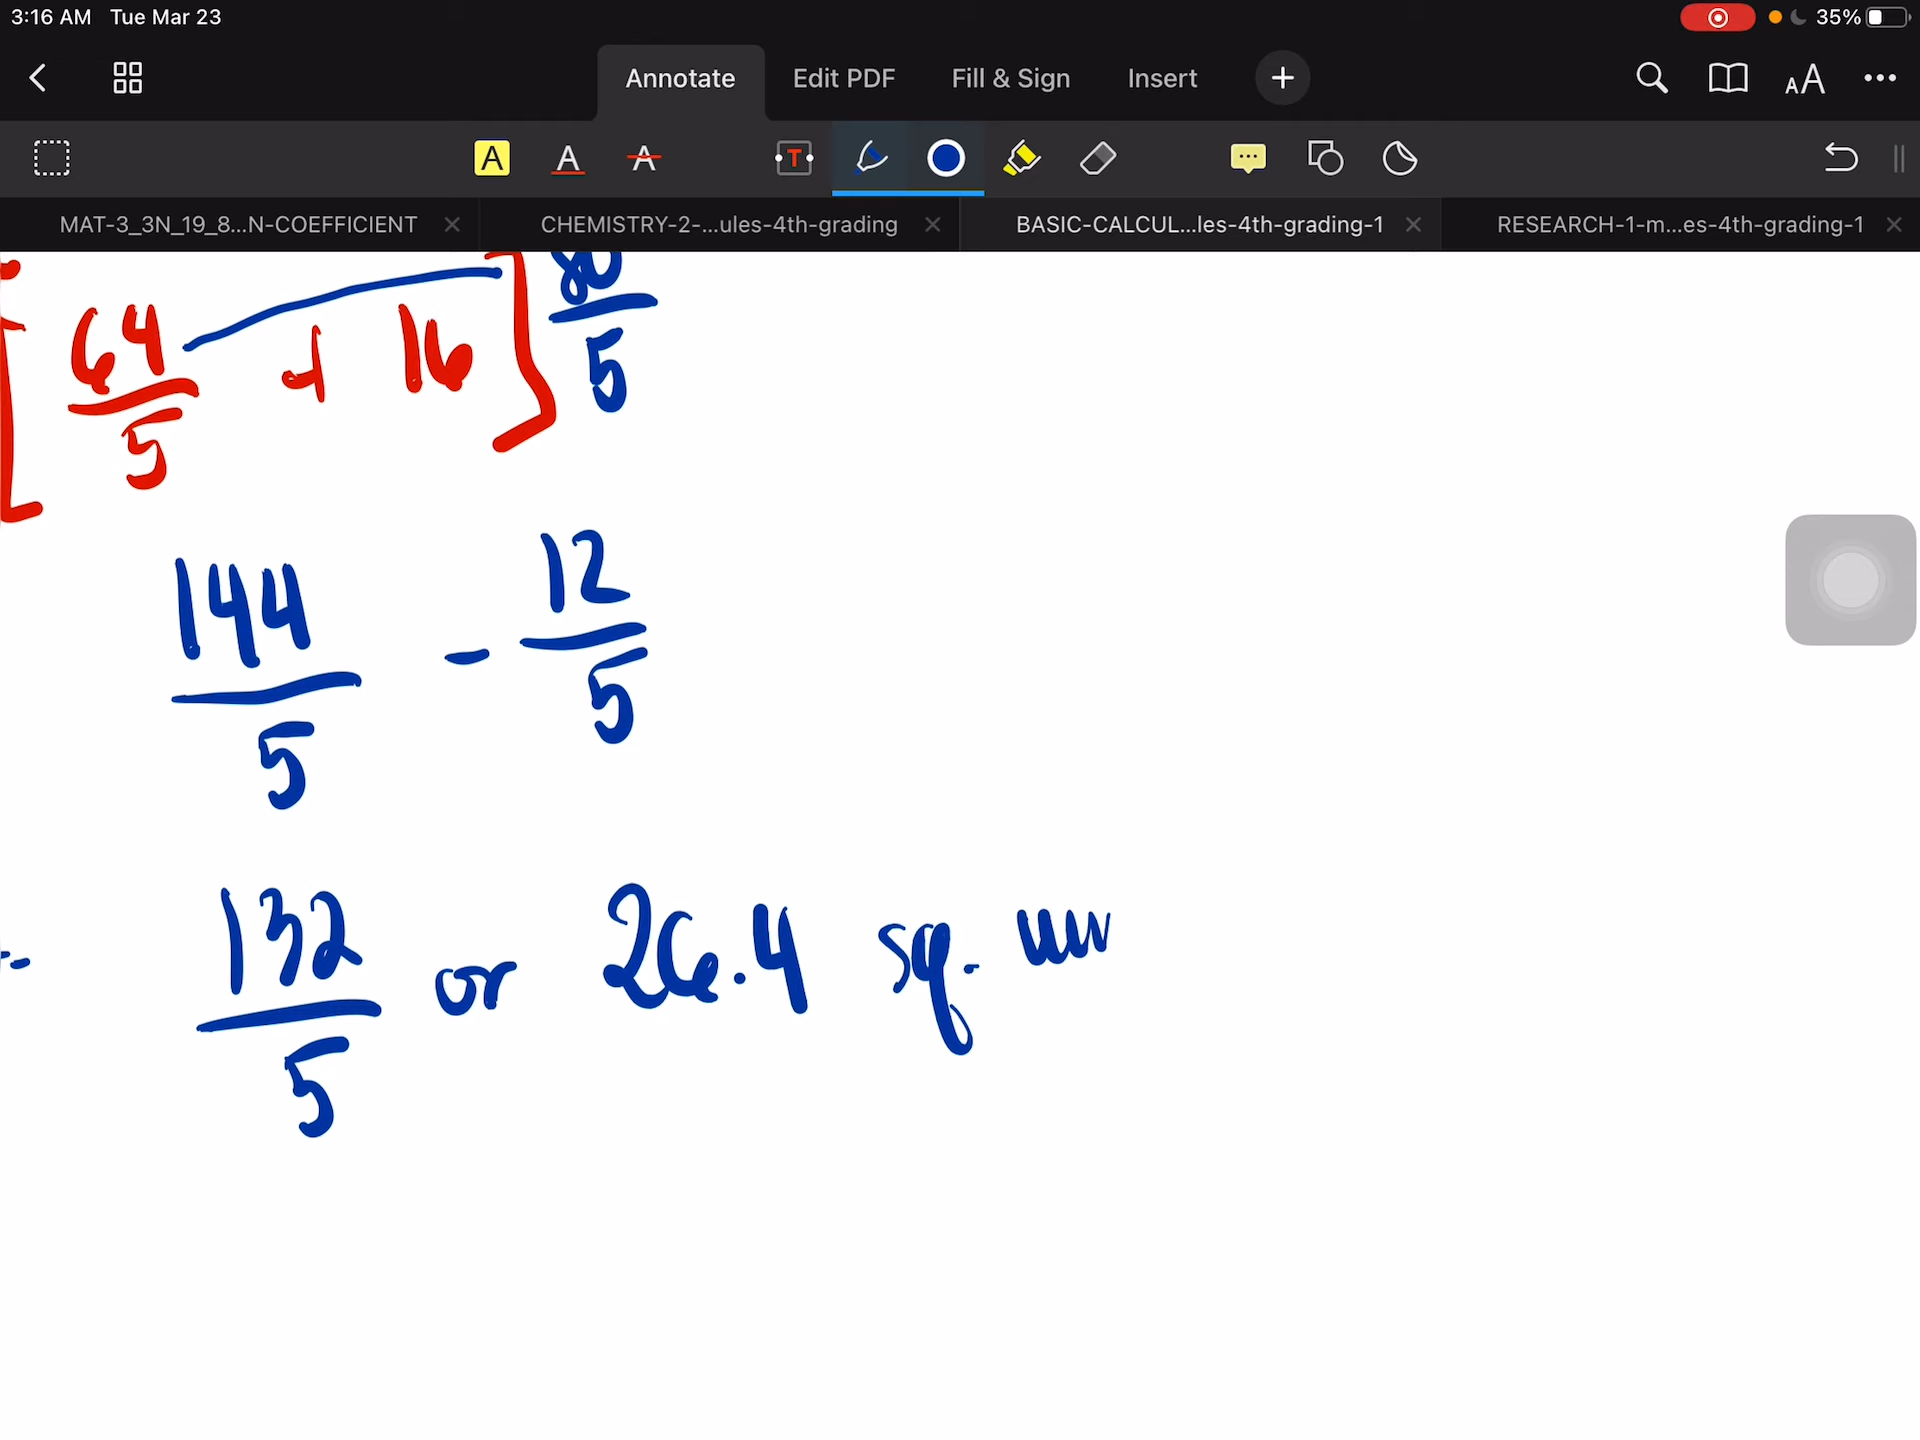 3:16 AM Tue Mar 23 35%
Annotate Edit PDF Fill & Sign Insert +
A A A T AA
MAT-3_3N_19_8...N-COEFFICIENT × CHEMISTRY-2-...ules-4th-grading × BASIC-CALCUL...les-4th-grading-1 × RESEARCH-1-m...es-4th-grading-1 ×
[64/5 + 16] 80/5
144/5 - 12/5
132/5 or 26.4 sq.